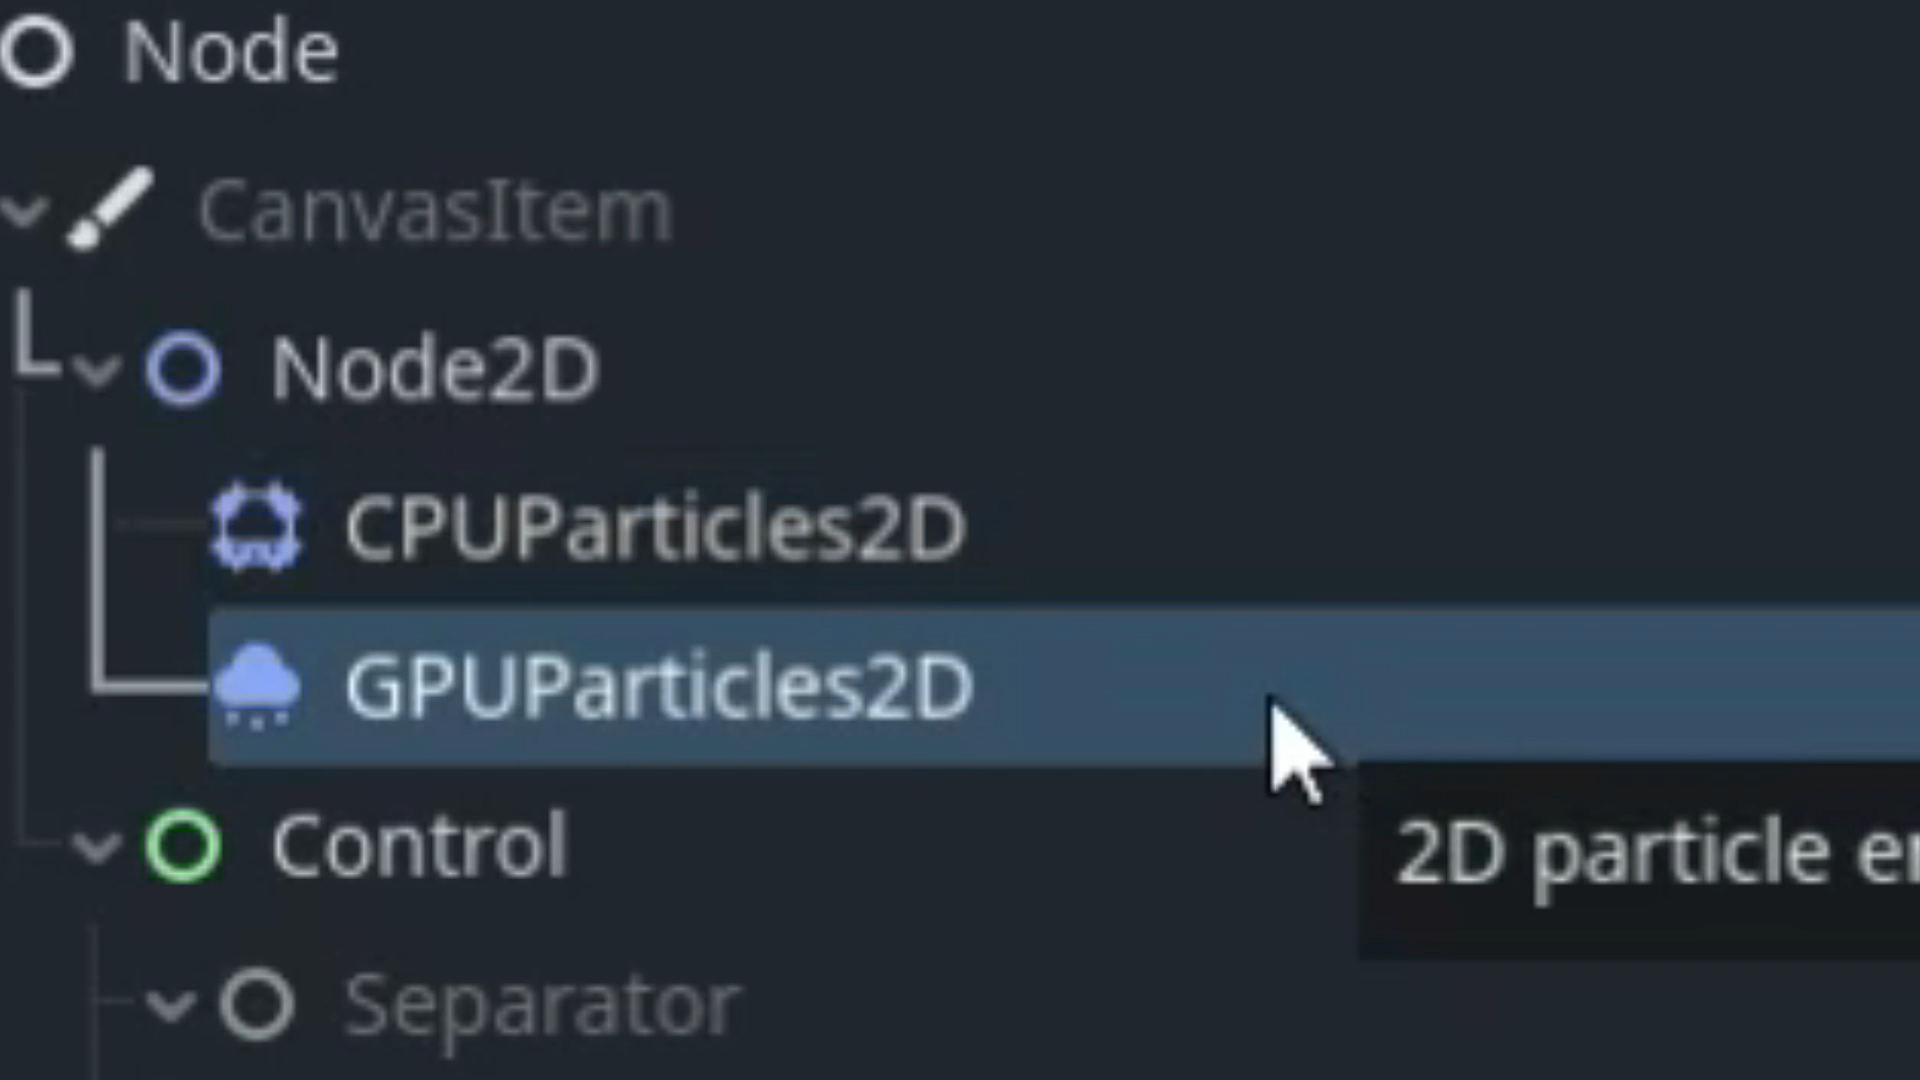 Node
CanvasItem
Node2D
CPUParticles2D
GPUParticles2D
Control
2D particle
Separator